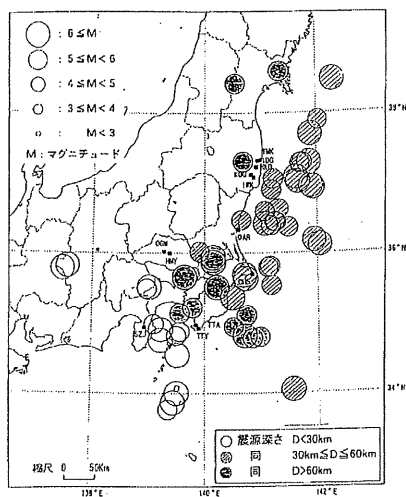 ○ : 6≦M
○ : 5≦M<6
○ : 4≦M<5
○ : 3≦M<4
○ : M<3
M:マグニチュード
39°N
36°N
OAR
OGN
HMY
SZJ
TTA
TTY
34°N
○ 震源深さ D<30km
同 30km≦D≦60km
同 D>60km
縮尺 0 50Km
138°E
140
142°E